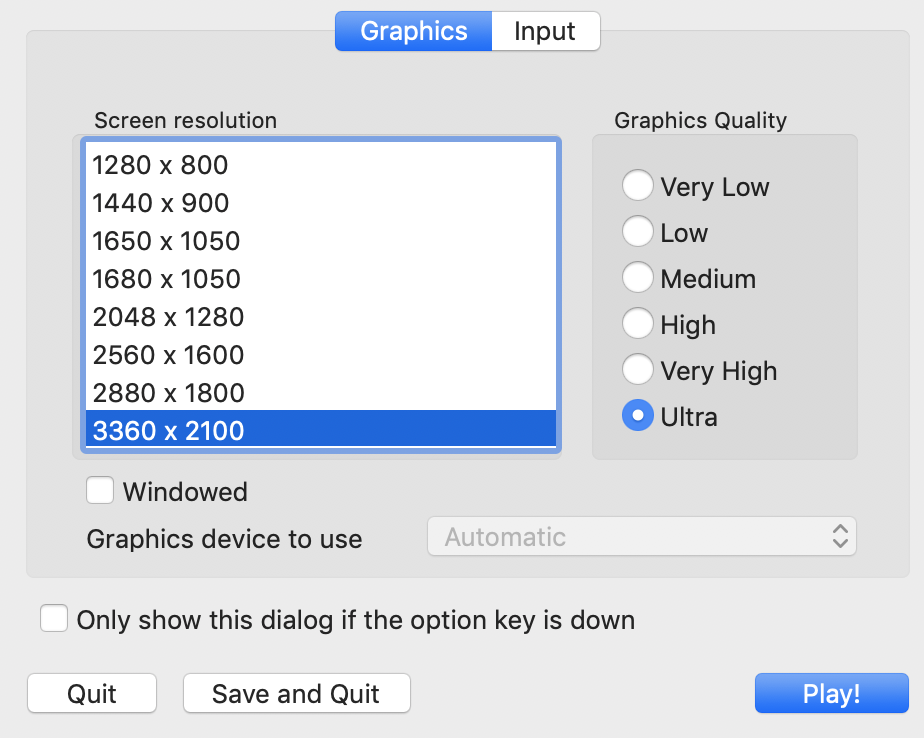 Graphics Input
Screen resolution
1280 x 800
1440 x 900
1650 x 1050
1680 x 1050
2048 x 1280
2560 x 1600
2880 x 1800
3360 x 2100
Graphics Quality
Very Low
Low
Medium
High
Very High
Ultra
Windowed
Graphics device to use Automatic
Only show this dialog if the option key is down
Quit Save and Quit Play!